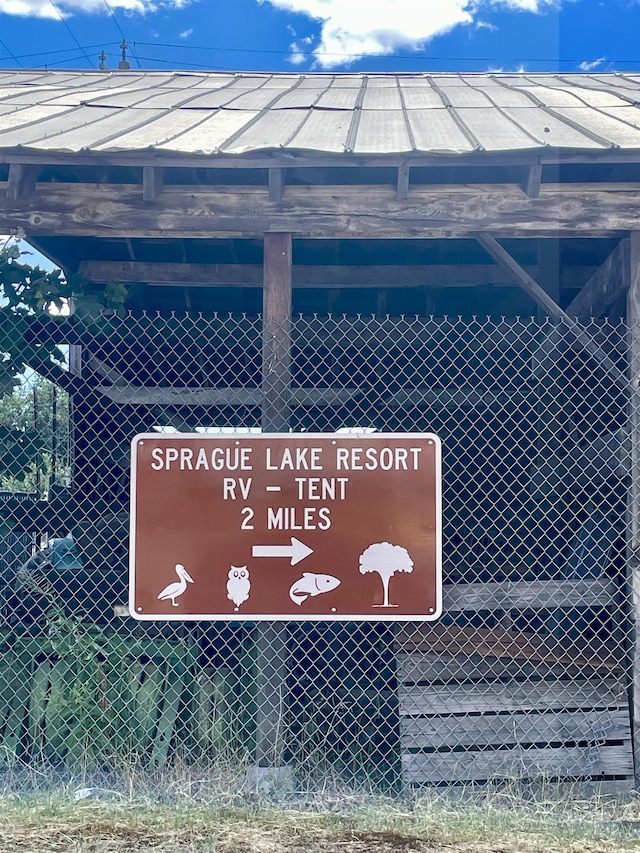 SPRAGUE LAKE RESORT
RV – TENT
2 MILES